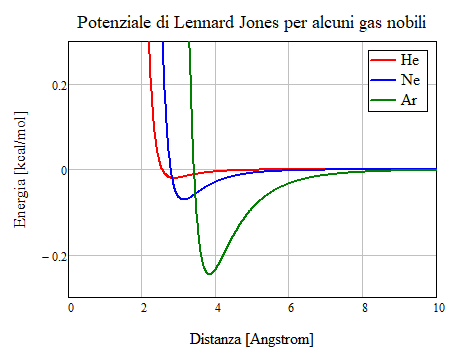 Potenziale di Lennard Jones per alcuni gas nobili
He
Ne
Ar
0.2
0
−0.2
Energia [kcal/mol]
0 2 4 6 8 10
Distanza [Angstrom]